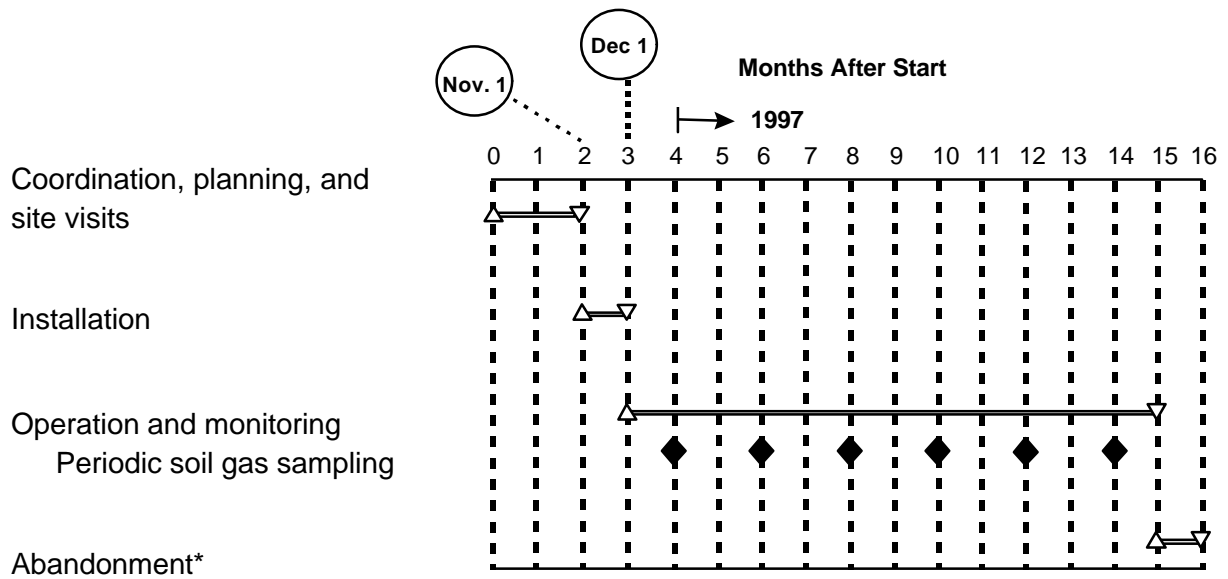 Dec 1
Nov. 1
Months After Start
1997
0 1 2 3 4 5 6 7 8 9 10 11 12 13 14 15 16
Coordination, planning, and
site visits
Installation
Operation and monitoring
Periodic soil gas sampling
Abandonment*